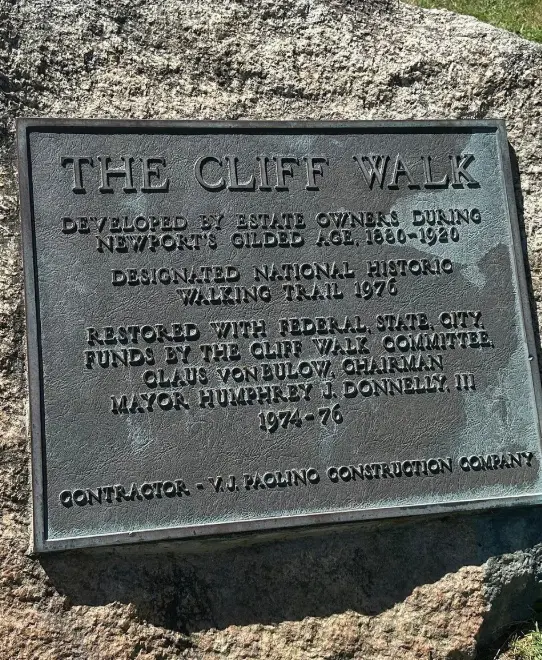 THE CLIFF WALK
DEVELOPED BY ESTATE OWNERS DURING
NEWPORT'S GILDED AGE, 1880-1920
DESIGNATED NATIONAL HISTORIC
WALKING TRAIL 1976
RESTORED WITH FEDERAL, STATE, CITY,
FUNDS BY THE CLIFF WALK COMMITTEE,
CLAUS VONBULOW, CHAIRMAN
MAYOR HUMPHREY J. DONNELLY, III
1974-76
CONTRACTOR - V.J. PAOLINO CONSTRUCTION COMPANY